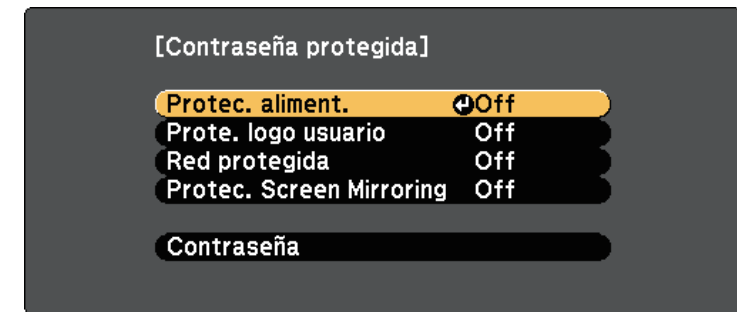 [Contraseña protegida]
Protec. aliment. Off
Prote. logo usuario Off
Red protegida Off
Protec. Screen Mirroring Off
Contraseña